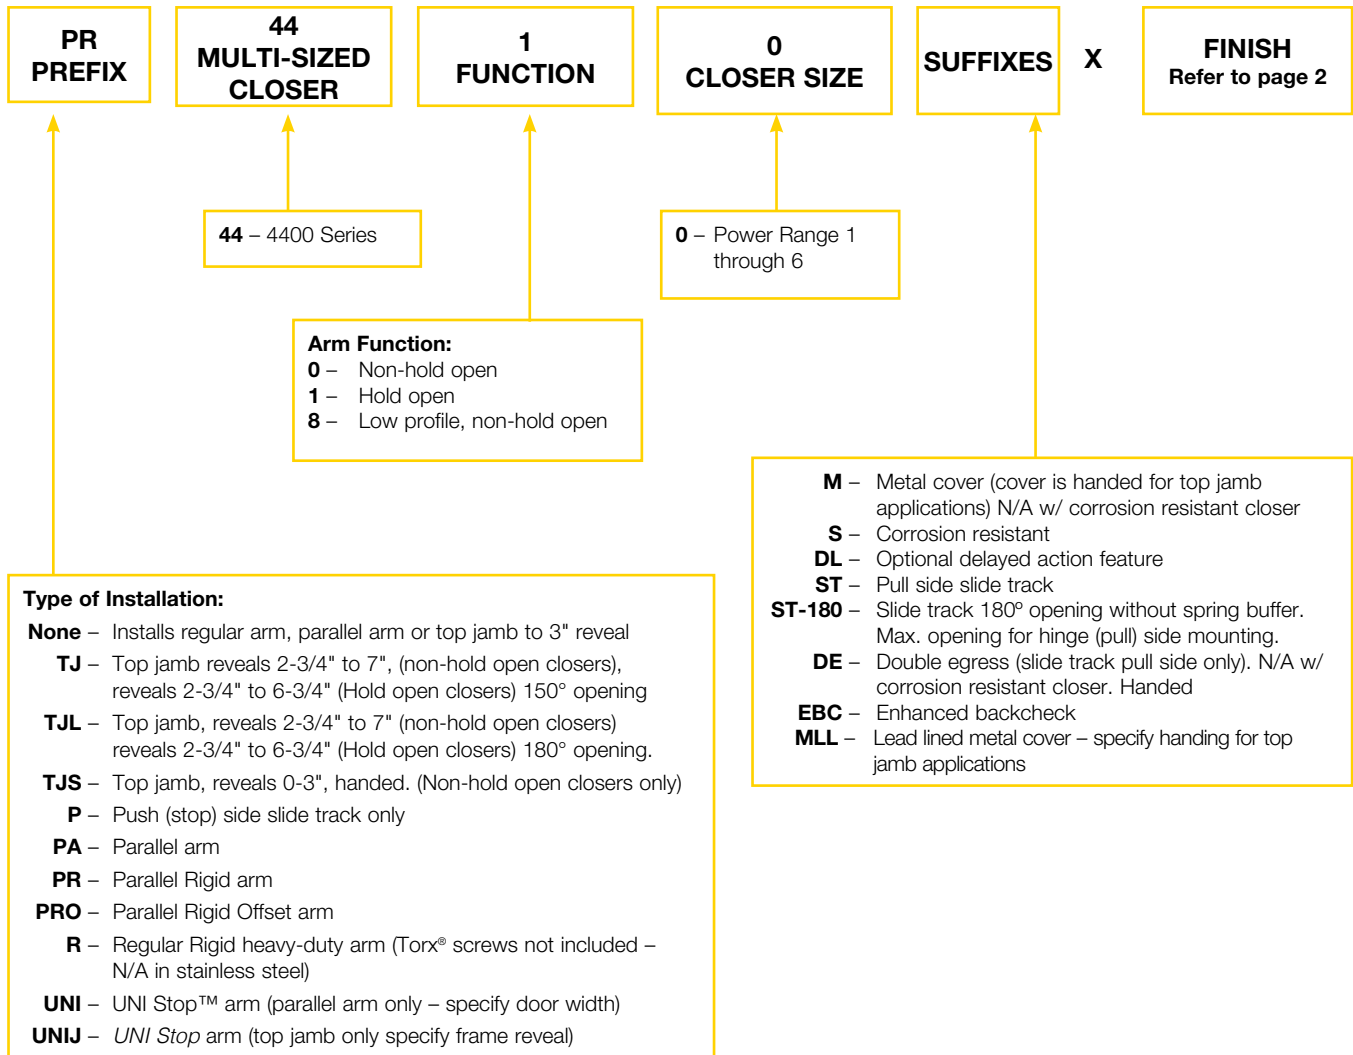 PR
PREFIX
44
MULTI-SIZED
CLOSER
1
FUNCTION
0
CLOSER SIZE
SUFFIXES
X
FINISH
Refer to page 2
44 – 4400 Series
0 – Power Range 1
through 6
Arm Function:
0 – Non-hold open
1 – Hold open
8 – Low profile, non-hold open
M – Metal cover (cover is handed for top jamb
applications) N/A w/ corrosion resistant closer
S – Corrosion resistant
DL – Optional delayed action feature
ST – Pull side slide track
ST-180 – Slide track 180º opening without spring buffer.
Max. opening for hinge (pull) side mounting.
DE – Double egress (slide track pull side only). N/A w/
corrosion resistant closer. Handed
EBC – Enhanced backcheck
MLL – Lead lined metal cover – specify handing for top
jamb applications
Type of Installation:
None – Installs regular arm, parallel arm or top jamb to 3" reveal
TJ – Top jamb reveals 2-3/4" to 7", (non-hold open closers),
reveals 2-3/4" to 6-3/4" (Hold open closers) 150° opening
TJL – Top jamb, reveals 2-3/4" to 7" (non-hold open closers)
reveals 2-3/4" to 6-3/4" (Hold open closers) 180° opening.
TJS – Top jamb, reveals 0-3", handed. (Non-hold open closers only)
P – Push (stop) side slide track only
PA – Parallel arm
PR – Parallel Rigid arm
PRO – Parallel Rigid Offset arm
R – Regular Rigid heavy-duty arm (Torx® screws not included –
N/A in stainless steel)
UNI – UNI Stop™ arm (parallel arm only – specify door width)
UNIJ – UNI Stop arm (top jamb only specify frame reveal)